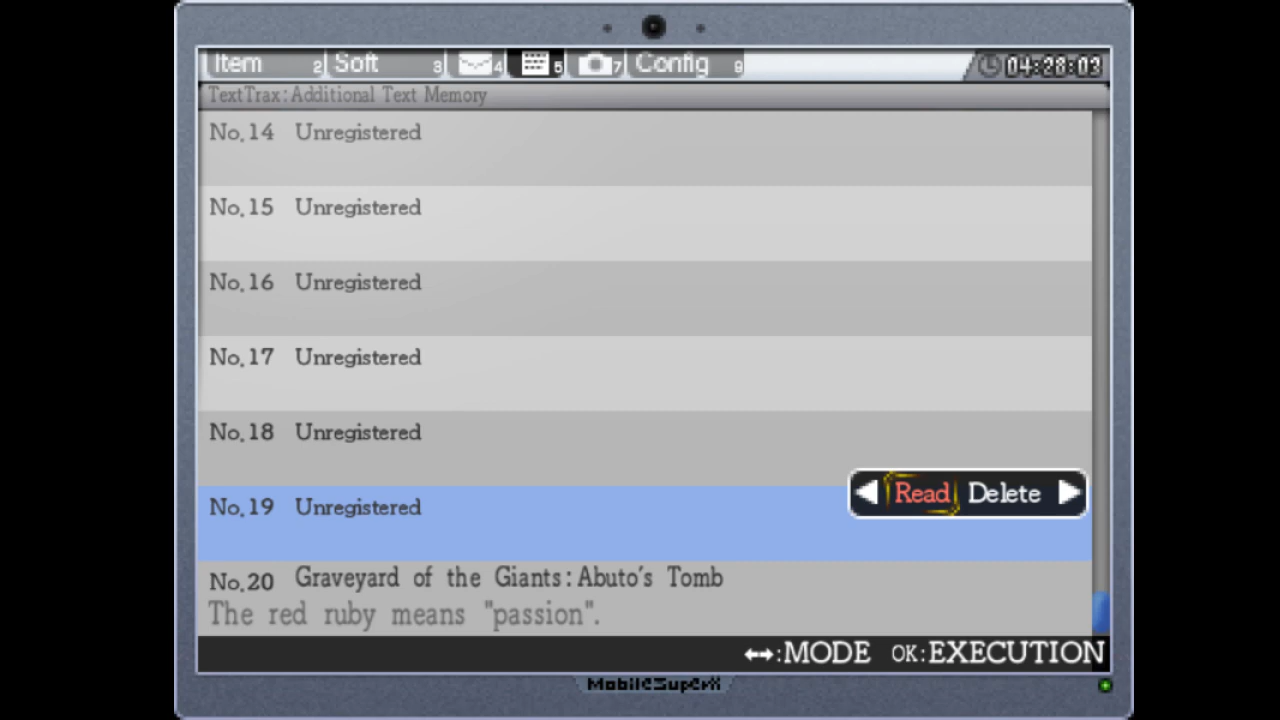 Item 2 Soft 3 4 5 7 Config 9 04:28:02
TextTrax:Additional Text Memory
No.14 Unregistered
No.15 Unregistered
No.16 Unregistered
No.17 Unregistered
No.18 Unregistered
No.19 Unregistered
Read Delete
No.20 Graveyard of the Giants:Abuto's Tomb
The red ruby means "passion".
↔:MODE OK:EXECUTION
MobileSuperX